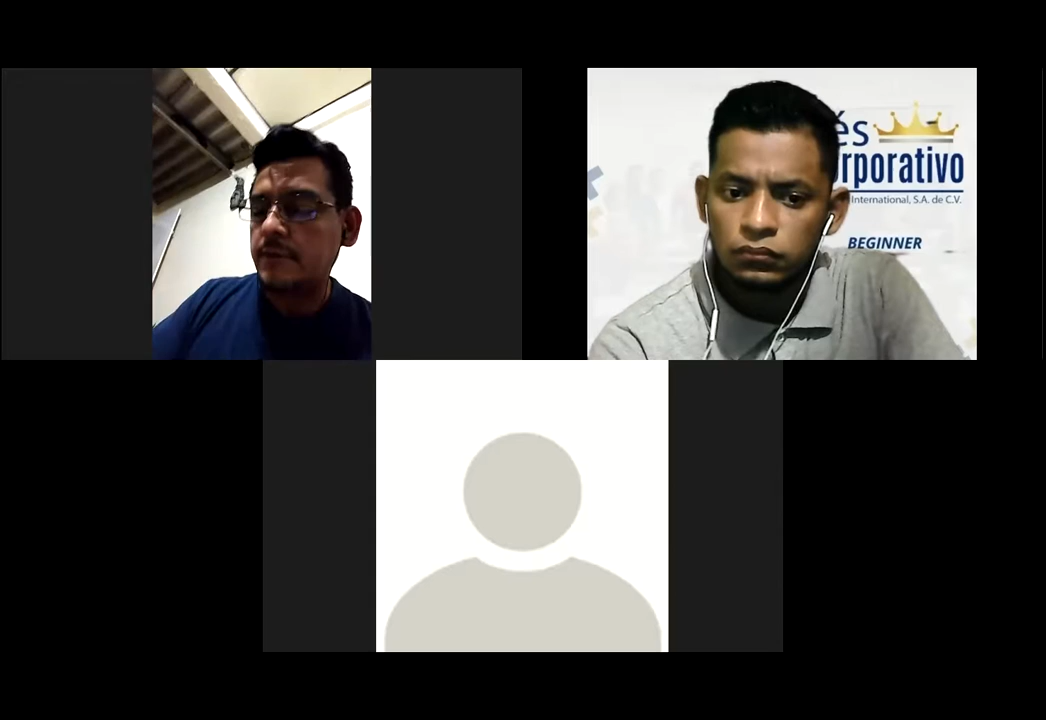 és
rporativo
International, S.A. de C.V.
BEGINNER